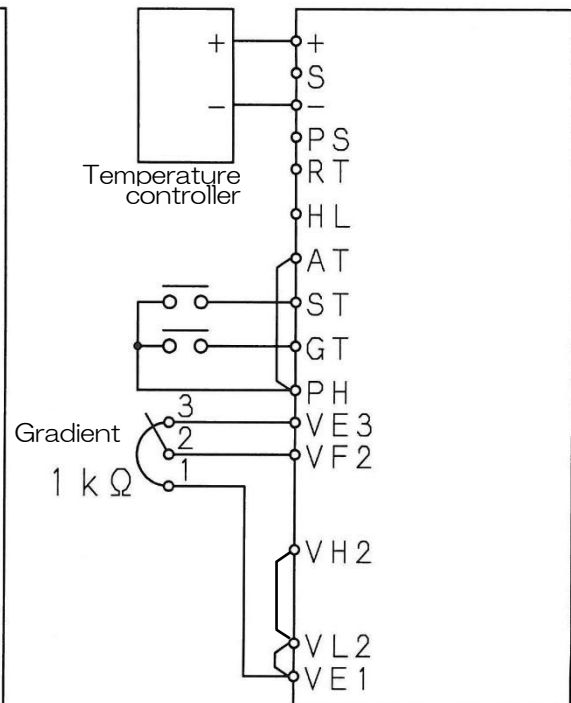 + +
S
− −
PS
RT
Temperature
controller
HL
AT
ST
GT
PH
3
VE3
Gradient
2
VF2
1
1 kΩ
VH2
VL2
VE1